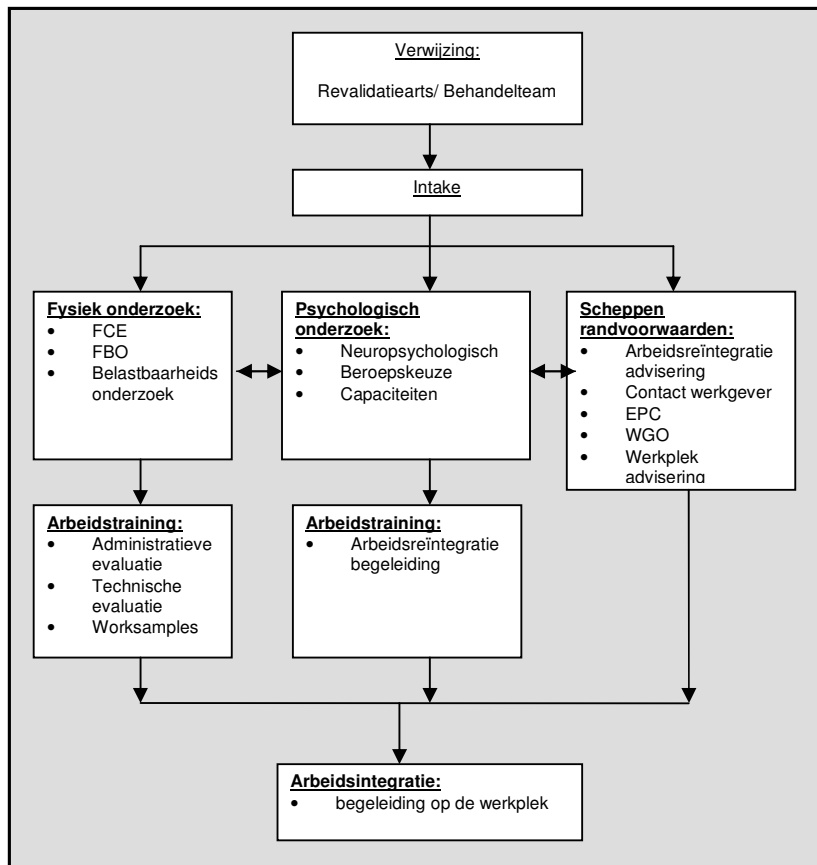 Verwijzing:
Revalidatiearts/ Behandelteam
Intake
Fysiek onderzoek:
• FCE
• FBO
• Belastbaarheids
onderzoek
Psychologisch
onderzoek:
• Neuropsychologisch
• Beroepskeuze
• Capaciteiten
Scheppen
randvoorwaarden:
• Arbeidsreïntegratie
advisering
• Contact werkgever
• EPC
• WGO
• Werkplek
advisering
Arbeidstraining:
• Administratieve
evaluatie
• Technische
evaluatie
• Worksamples
Arbeidstraining:
• Arbeidsreïntegratie
begeleiding
Arbeidsintegratie:
• begeleiding op de werkplek